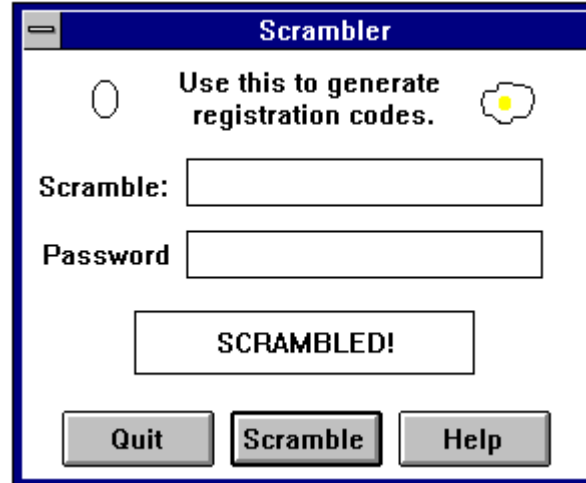 Scrambler
Use this to generate
registration codes.
Scramble:
Password
SCRAMBLED!
Quit
Scramble
Help